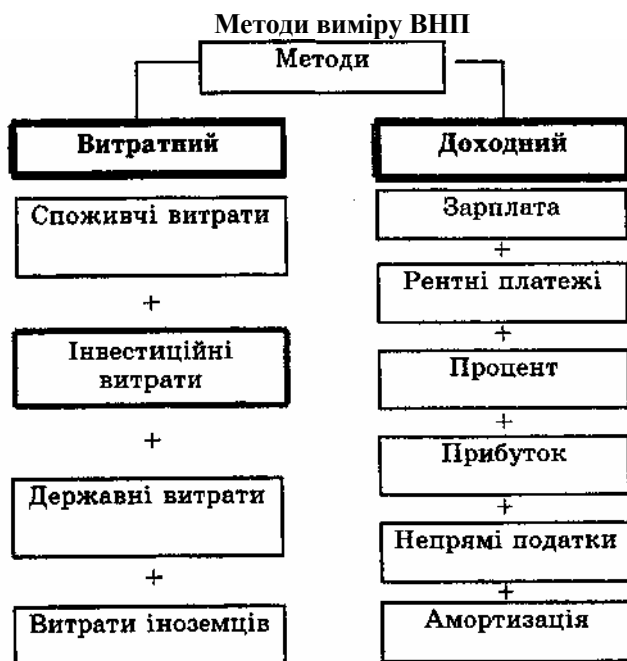 Методи виміру ВНП
Методи
Витратний
Споживчі витрати
+
Інвестиційні
витрати
+
Державні витрати
+
Витрати іноземців
Доходний
Зарплата
+
Рентні платежі
+
Процент
+
Прибуток
+
Непрямі податки
+
Амортизація